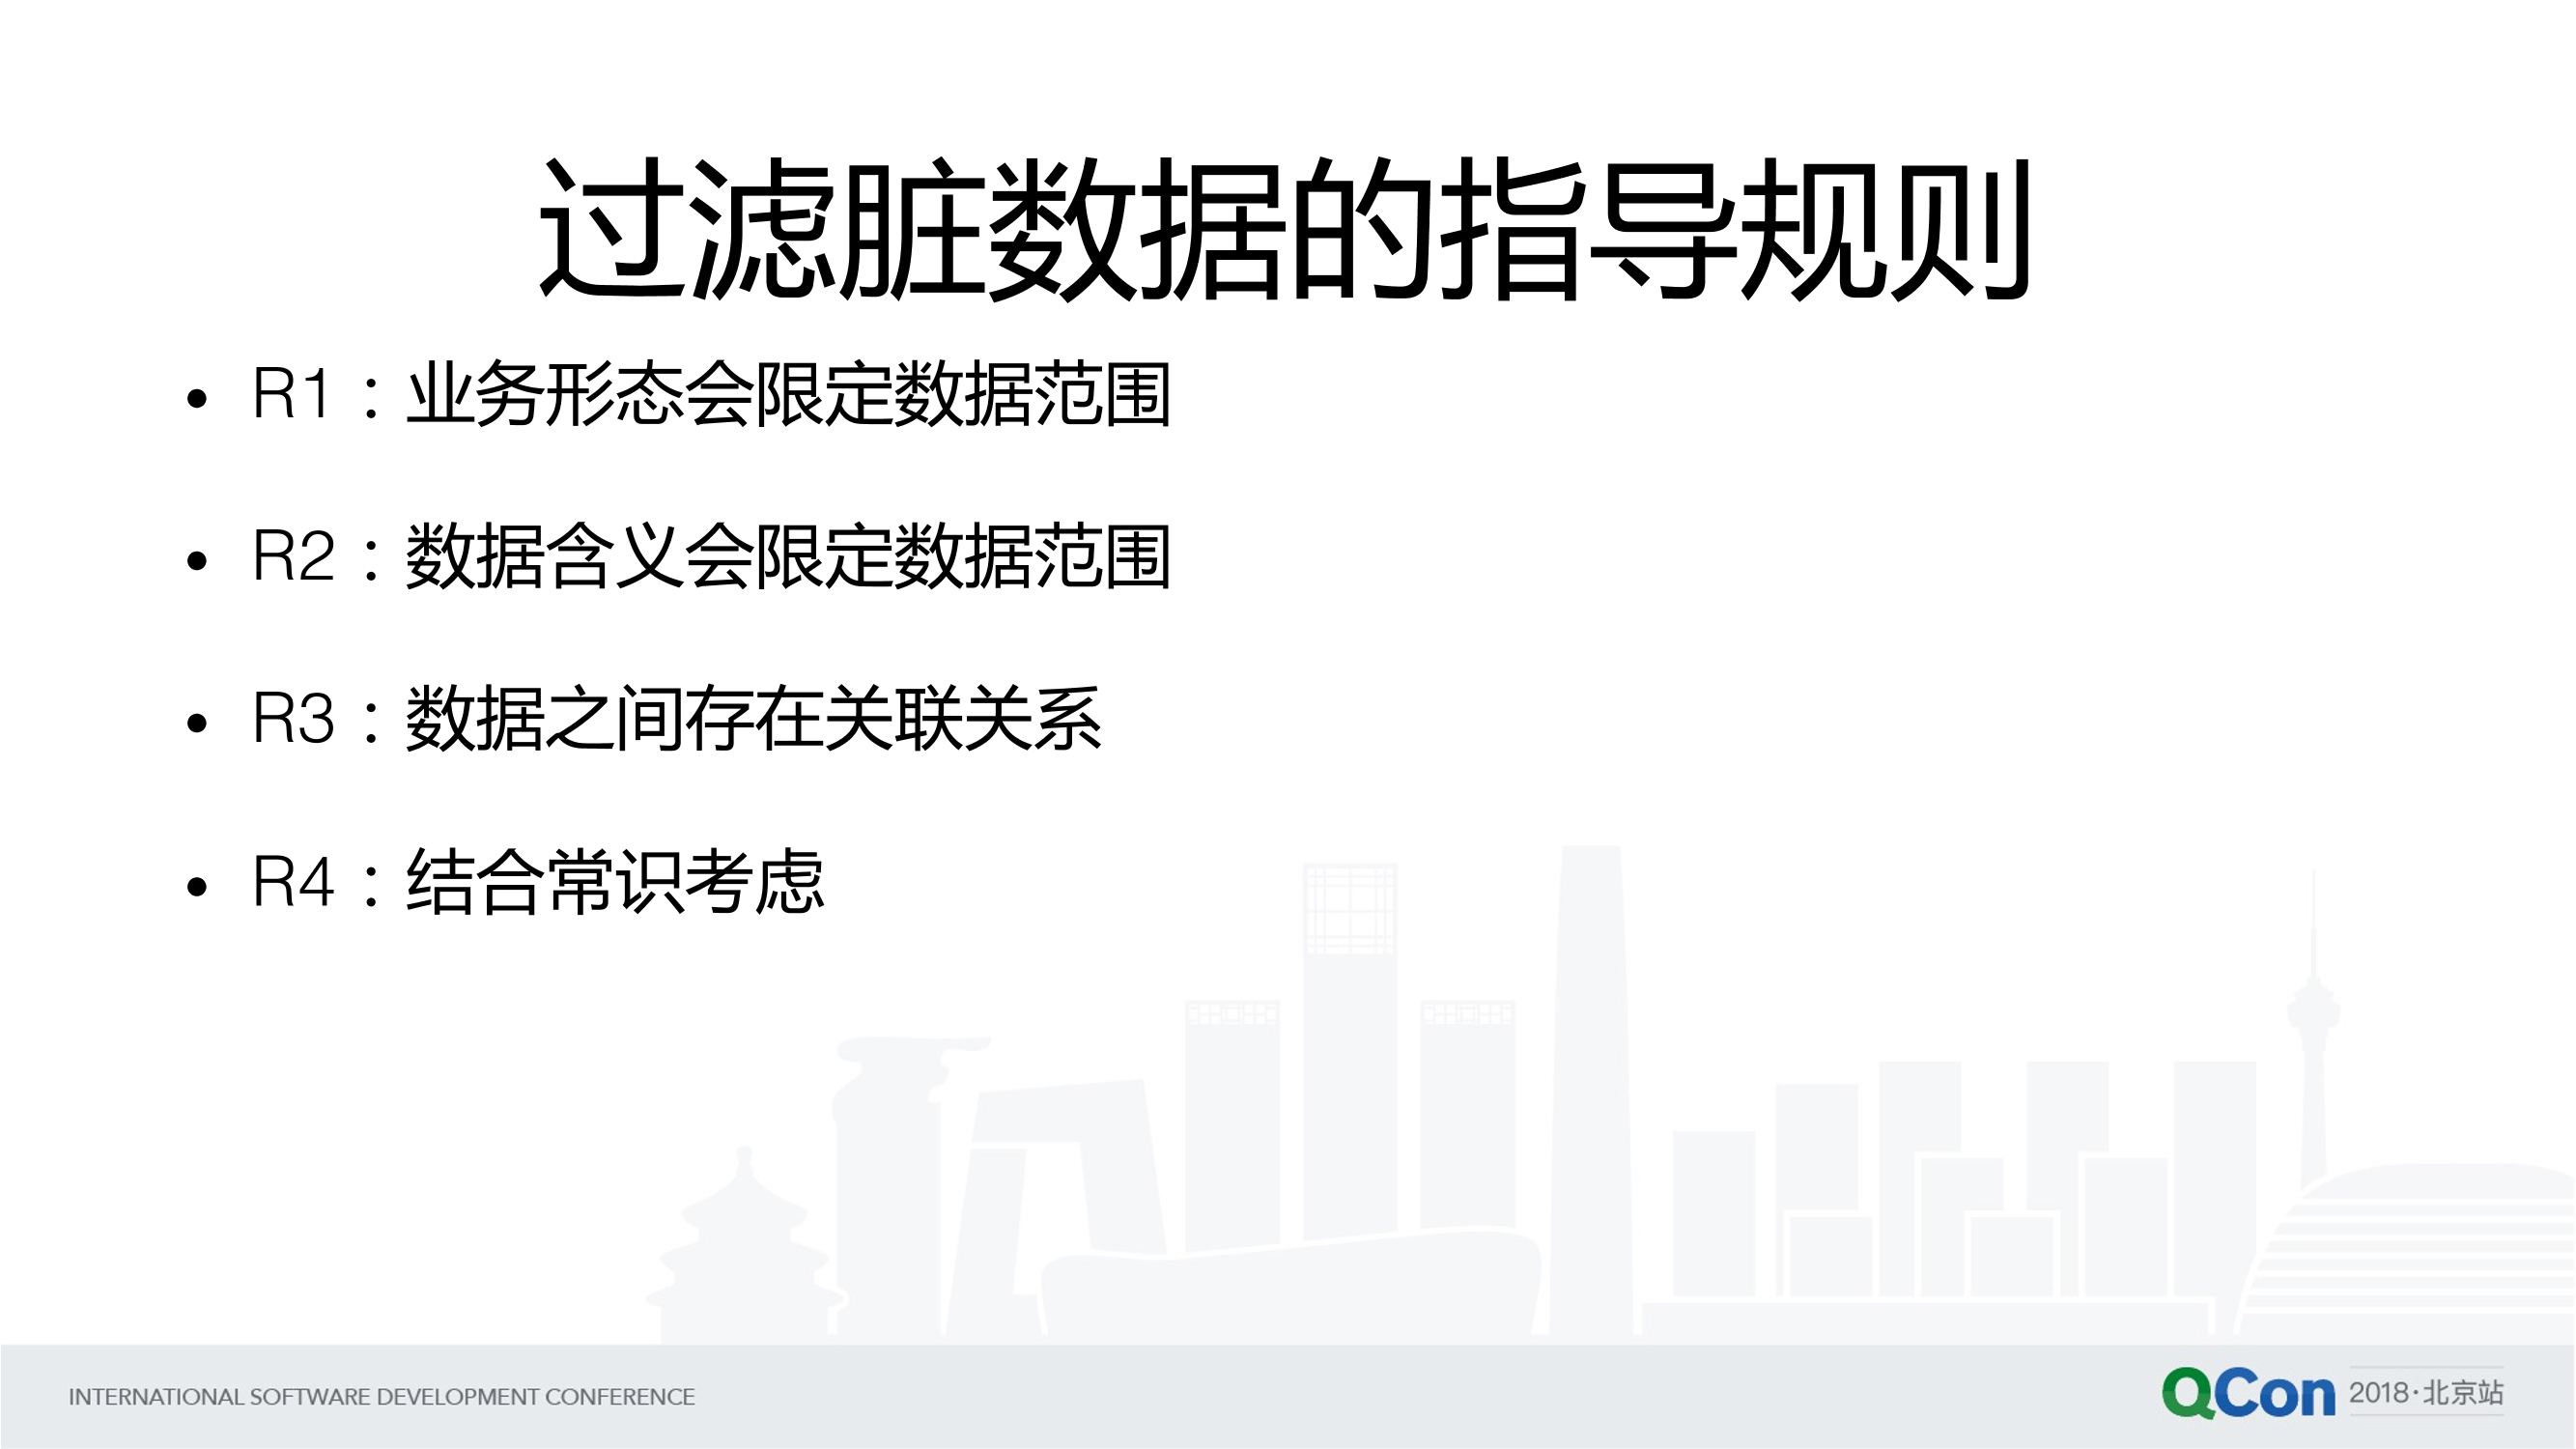 过滤脏数据的指导规则
• R1：业务形态会限定数据范围
• R2：数据含义会限定数据范围
• R3：数据之间存在关联关系
• R4：结合常识考虑
INTERNATIONAL SOFTWARE DEVELOPMENT CONFERENCE
QCon 2018·北京站